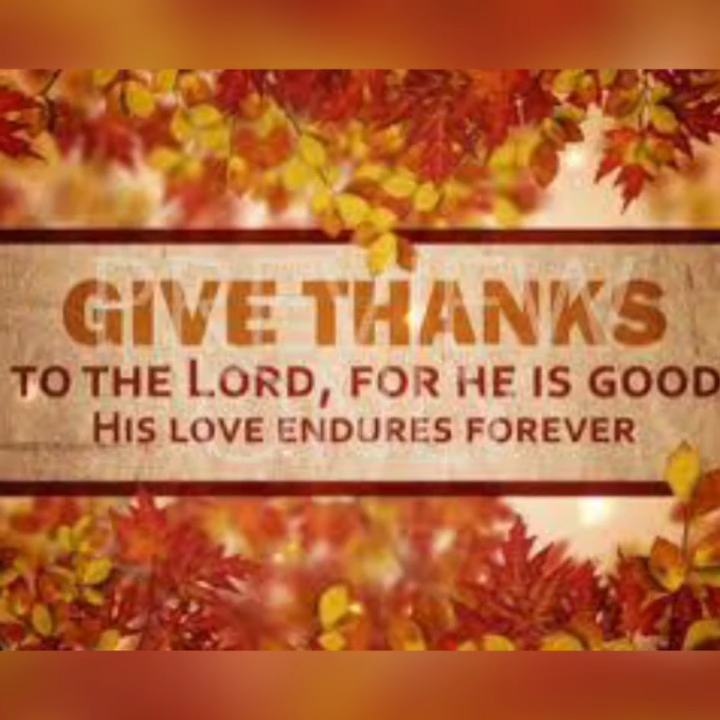 GIVE THANKS
TO THE LORD, FOR HE IS GOOD
HIS LOVE ENDURES FOREVER